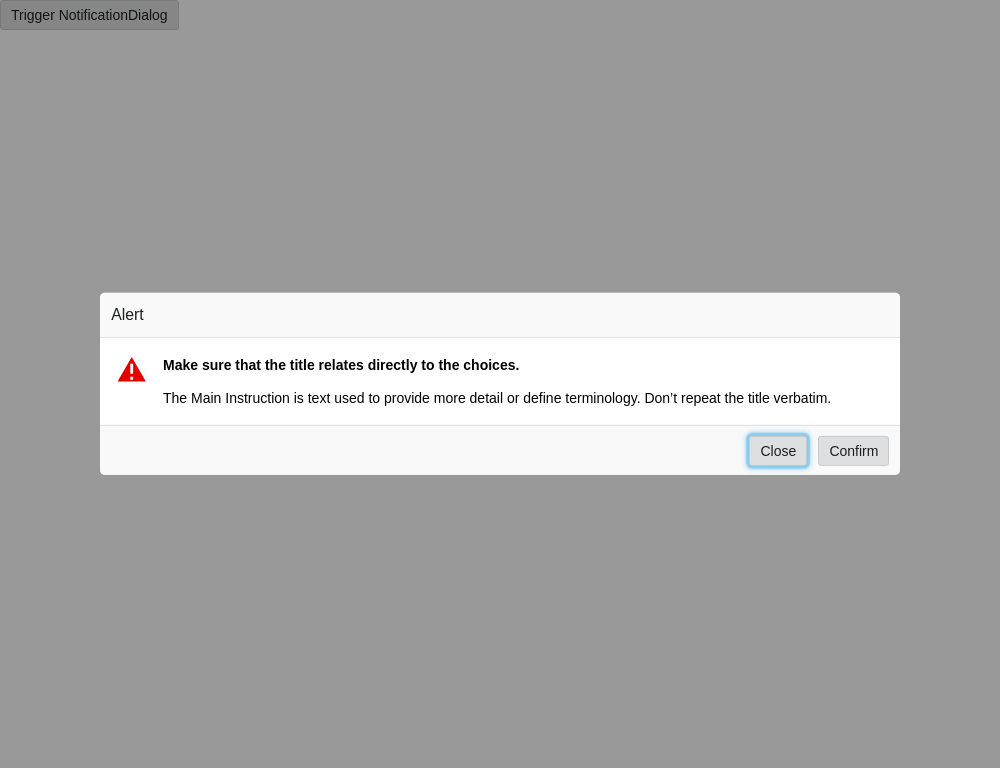 Trigger NotificationDialog
Alert
Make sure that the title relates directly to the choices.
The Main Instruction is text used to provide more detail or define terminology. Don’t repeat the title verbatim.
Close Confirm